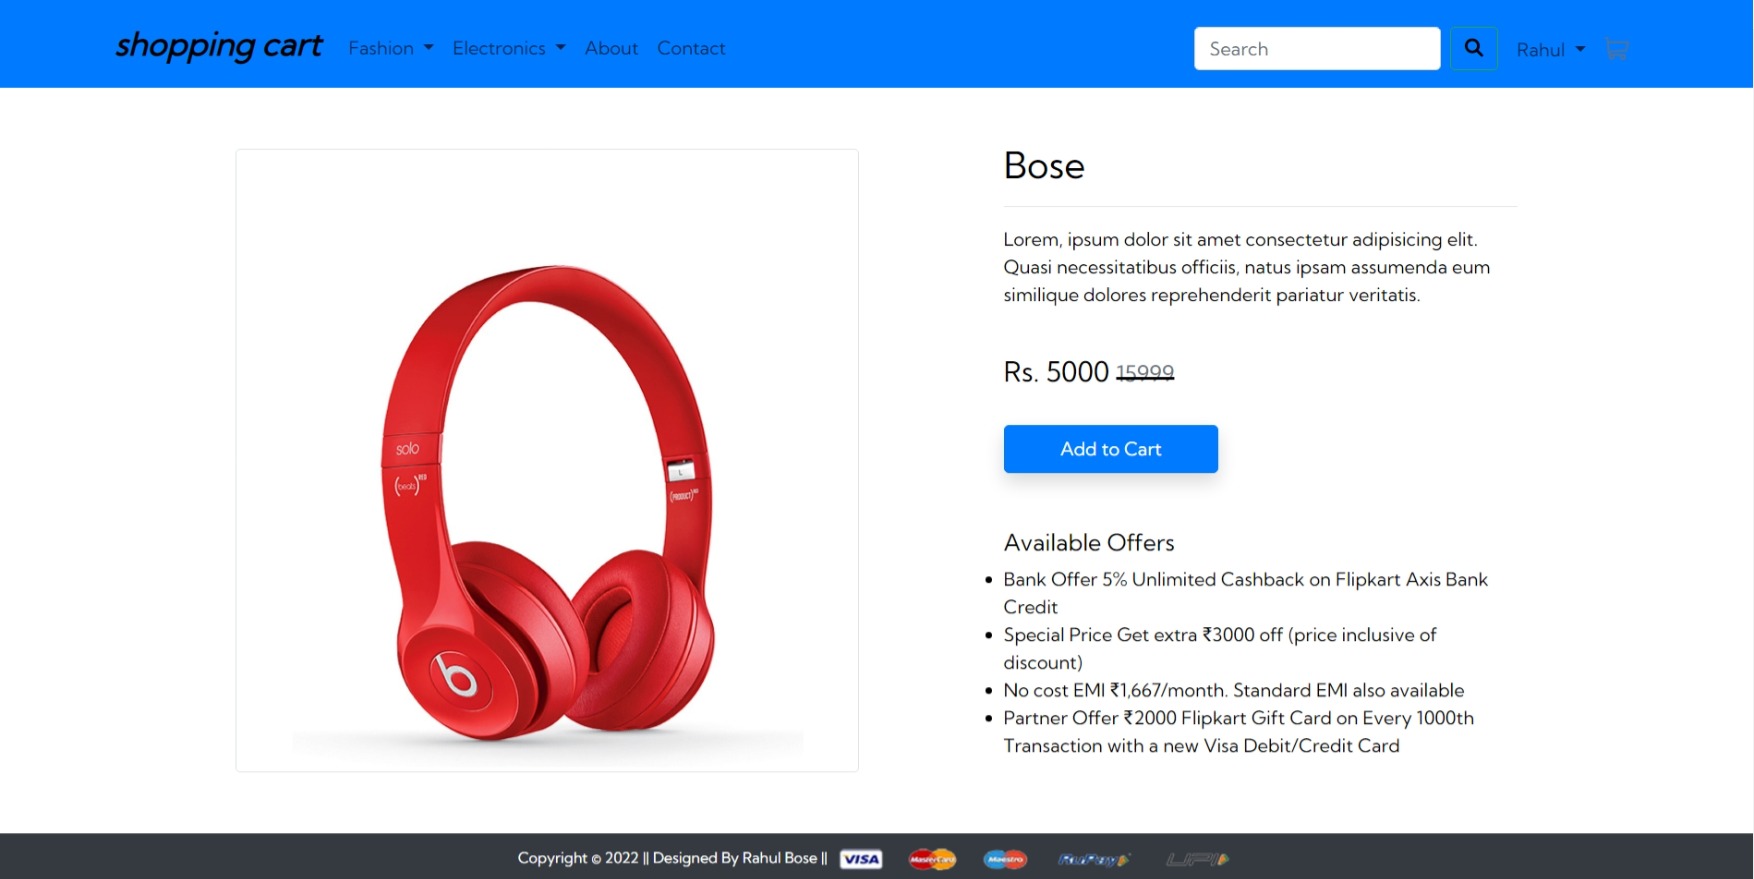 shopping cart Fashion Electronics About Contact Search Rahul
Bose
Lorem, ipsum dolor sit amet consectetur adipisicing elit.
Quasi necessitatibus officiis, natus ipsam assumenda eum
similique dolores reprehenderit pariatur veritatis.
Rs. 5000 15999
Add to Cart
solo
(beats) RED
L
(PRODUCT) RED
b
Available Offers
Bank Offer 5% Unlimited Cashback on Flipkart Axis Bank
Credit
Special Price Get extra ₹3000 off (price inclusive of
discount)
No cost EMI ₹1,667/month. Standard EMI also available
Partner Offer ₹2000 Flipkart Gift Card on Every 1000th
Transaction with a new Visa Debit/Credit Card
Copyright © 2022 || Designed By Rahul Bose || VISA MasterCard Maestro RuPay UPI